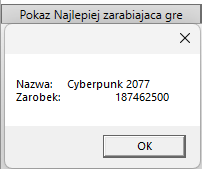 Pokaz Najlepiej zarabiajaca gre
Nazwa: Cyberpunk 2077
Zarobek: 187462500
OK